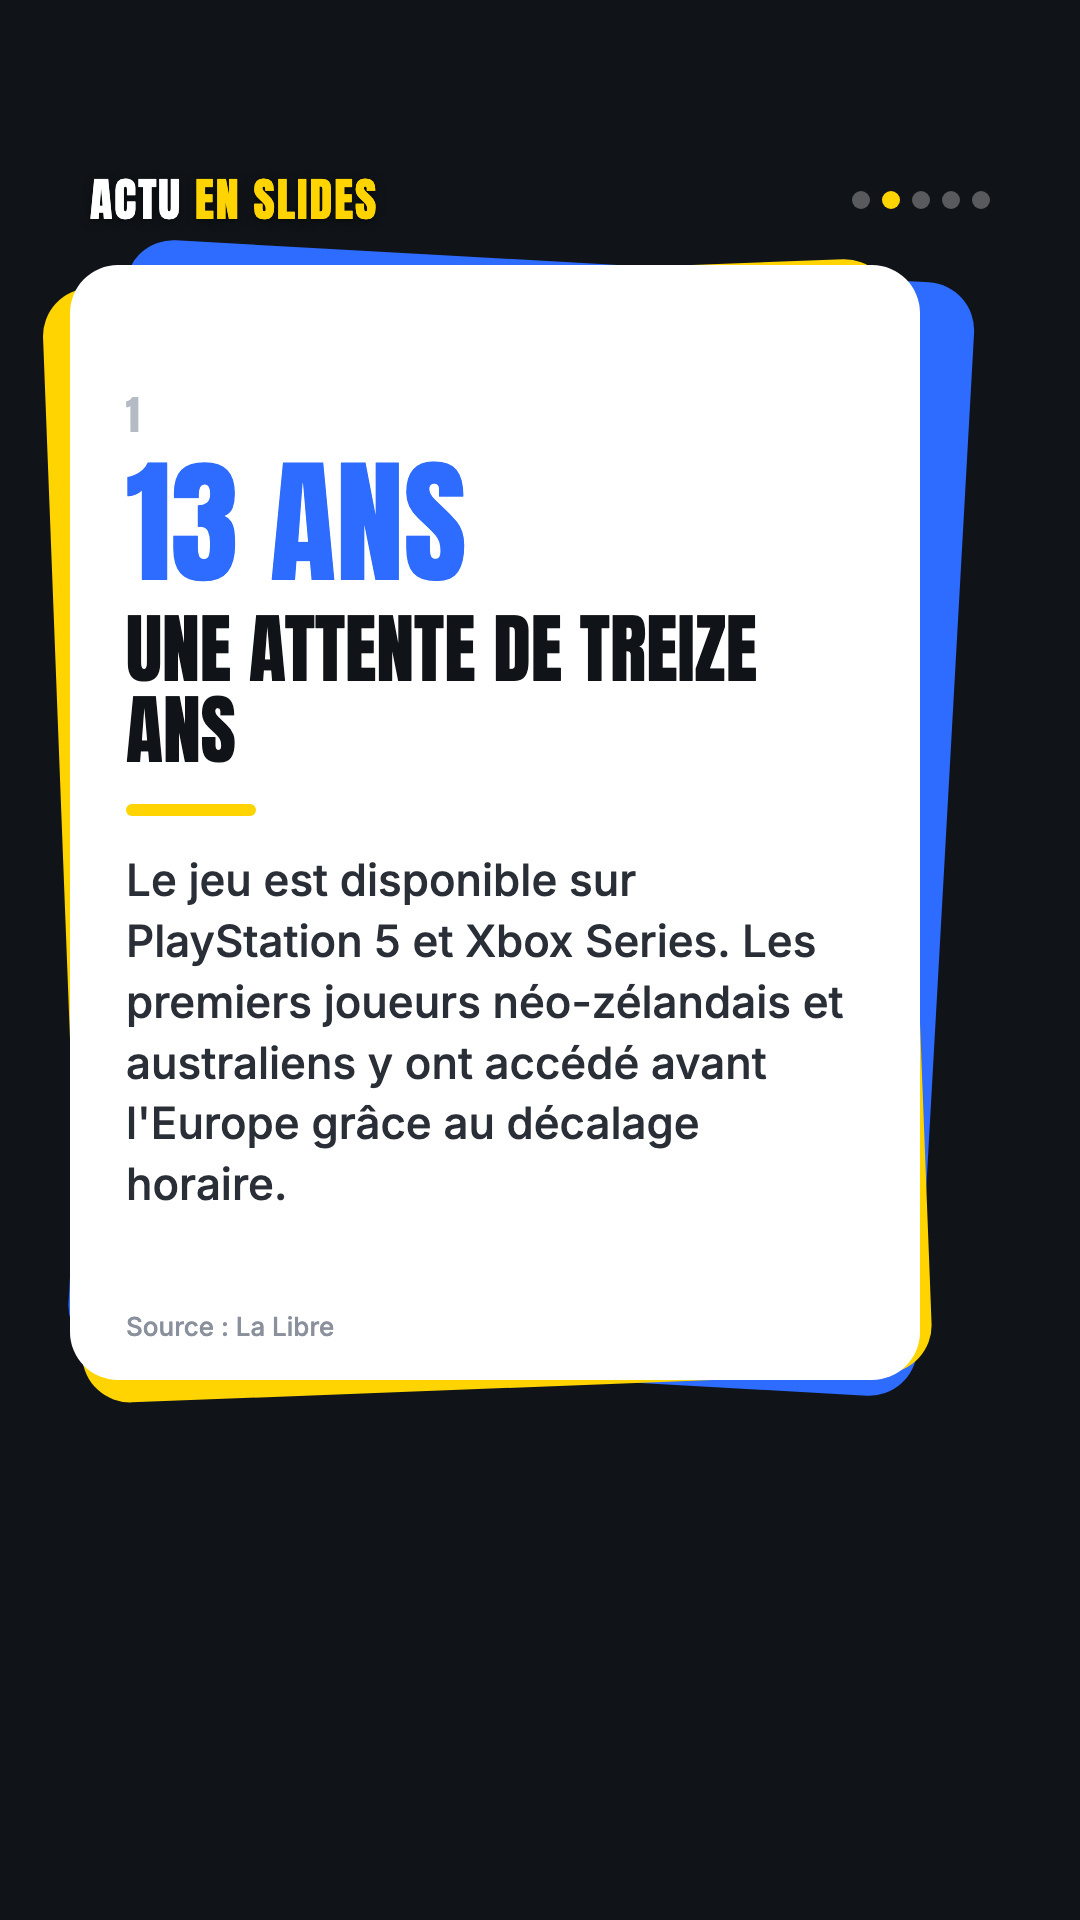 ACTU EN SLIDES
1
13 ANS
UNE ATTENTE DE TREIZE
ANS
Le jeu est disponible sur
PlayStation 5 et Xbox Series. Les
premiers joueurs néo-zélandais et
australiens y ont accédé avant
l'Europe grâce au décalage
horaire.
Source : La Libre